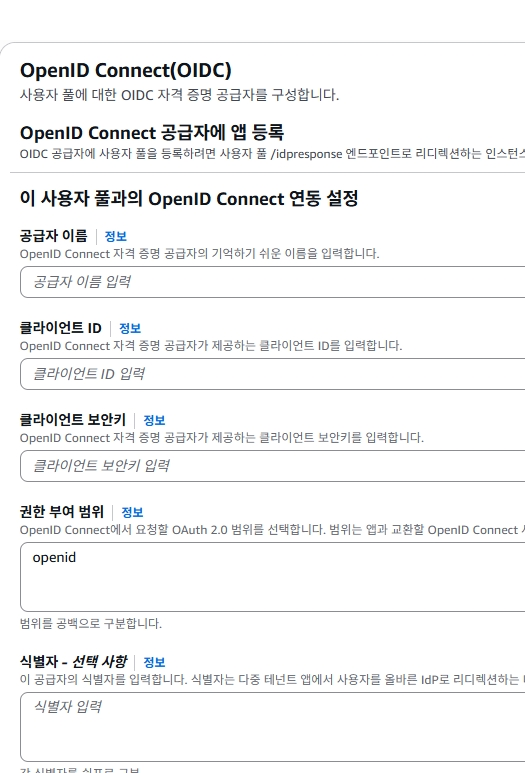 OpenID Connect(OIDC)
사용자 풀에 대한 OIDC 자격 증명 공급자를 구성합니다.
OpenID Connect 공급자에 앱 등록
OIDC 공급자에 사용자 풀을 등록하려면 사용자 풀 /idpresponse 엔드포인트로 리디렉션하는 인스턴스
이 사용자 풀과의 OpenID Connect 연동 설정
공급자 이름 정보
OpenID Connect 자격 증명 공급자의 기억하기 쉬운 이름을 입력합니다.
공급자 이름 입력
클라이언트 ID 정보
OpenID Connect 자격 증명 공급자가 제공하는 클라이언트 ID를 입력합니다.
클라이언트 ID 입력
클라이언트 보안키 정보
OpenID Connect 자격 증명 공급자가 제공하는 클라이언트 보안키를 입력합니다.
클라이언트 보안키 입력
권한 부여 범위 정보
OpenID Connect에서 요청할 OAuth 2.0 범위를 선택합니다. 범위는 앱과 교환할 OpenID Connect
openid
범위를 공백으로 구분합니다.
식별자 - 선택 사항 정보
이 공급자의 식별자를 입력합니다. 식별자는 다중 테넌트 앱에서 사용자를 올바른 IdP로 리디렉션하는
식별자 입력
각 식별자를 쉼표로 구분